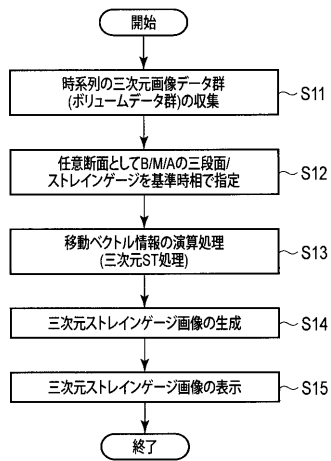 開始
時系列の三次元画像データ群
(ボリュームデータ群)の収集
S11
任意断面としてB/M/Aの三段面/
ストレインゲージを基準時相で指定
S12
移動ベクトル情報の演算処理
(三次元ST処理)
S13
三次元ストレインゲージ画像の生成
S14
三次元ストレインゲージ画像の表示
S15
終了